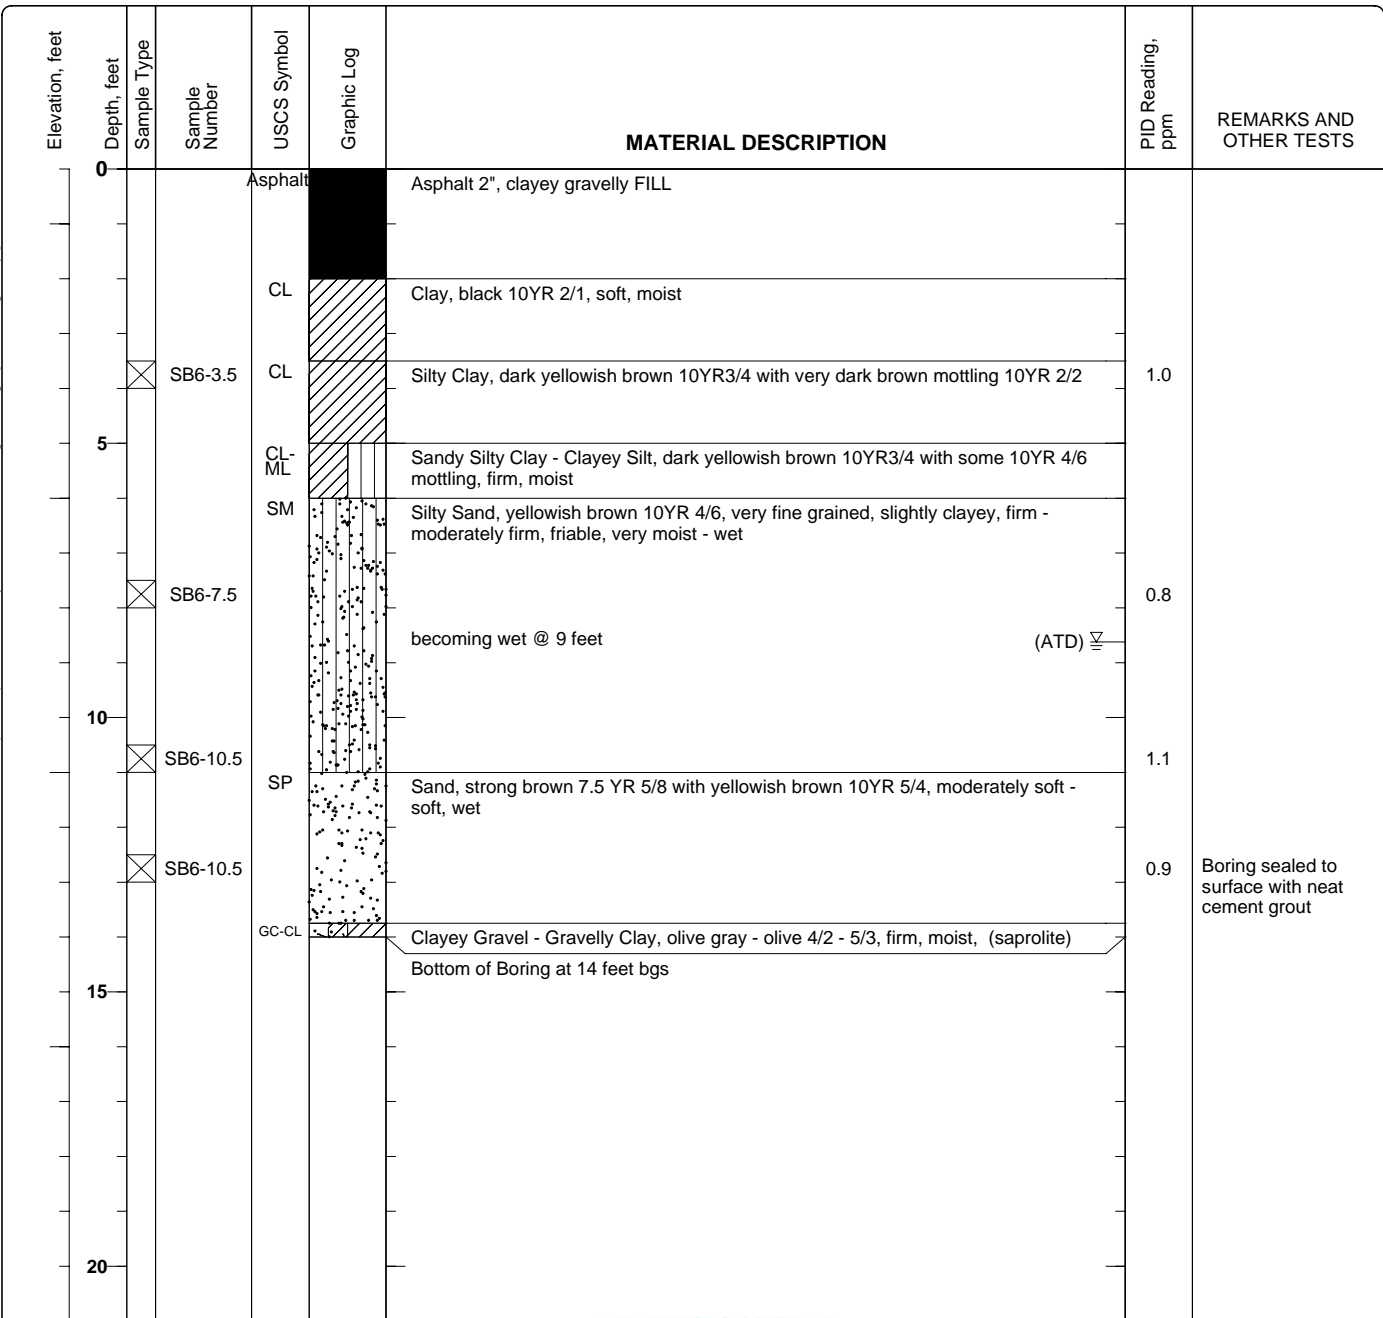 Elevation, feet
Depth, feet
Sample Type
Sample
Number
USCS Symbol
Graphic Log
MATERIAL DESCRIPTION
PID Reading,
ppm
REMARKS AND
OTHER TESTS
0
Asphalt
Asphalt 2", clayey gravelly FILL
CL
Clay, black 10YR 2/1, soft, moist
SB6-3.5
CL
Silty Clay, dark yellowish brown 10YR3/4 with very dark brown mottling 10YR 2/2
1.0
5
CL-
ML
Sandy Silty Clay - Clayey Silt, dark yellowish brown 10YR3/4 with some 10YR 4/6
mottling, firm, moist
SM
Silty Sand, yellowish brown 10YR 4/6, very fine grained, slightly clayey, firm -
moderately firm, friable, very moist - wet
SB6-7.5
0.8
becoming wet @ 9 feet
(ATD)
10
SB6-10.5
1.1
SP
Sand, strong brown 7.5 YR 5/8 with yellowish brown 10YR 5/4, moderately soft -
soft, wet
SB6-10.5
0.9
Boring sealed to
surface with neat
cement grout
GC-CL
Clayey Gravel - Gravelly Clay, olive gray - olive 4/2 - 5/3, firm, moist, (saprolite)
Bottom of Boring at 14 feet bgs
15
20